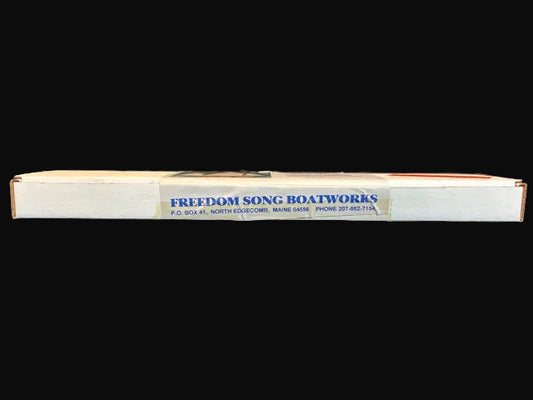 FREEDOM SONG BOATWORKS
P.O. BOX 41, NORTH EDGECOMB, MAINE 04556 PHONE 207-882-7154